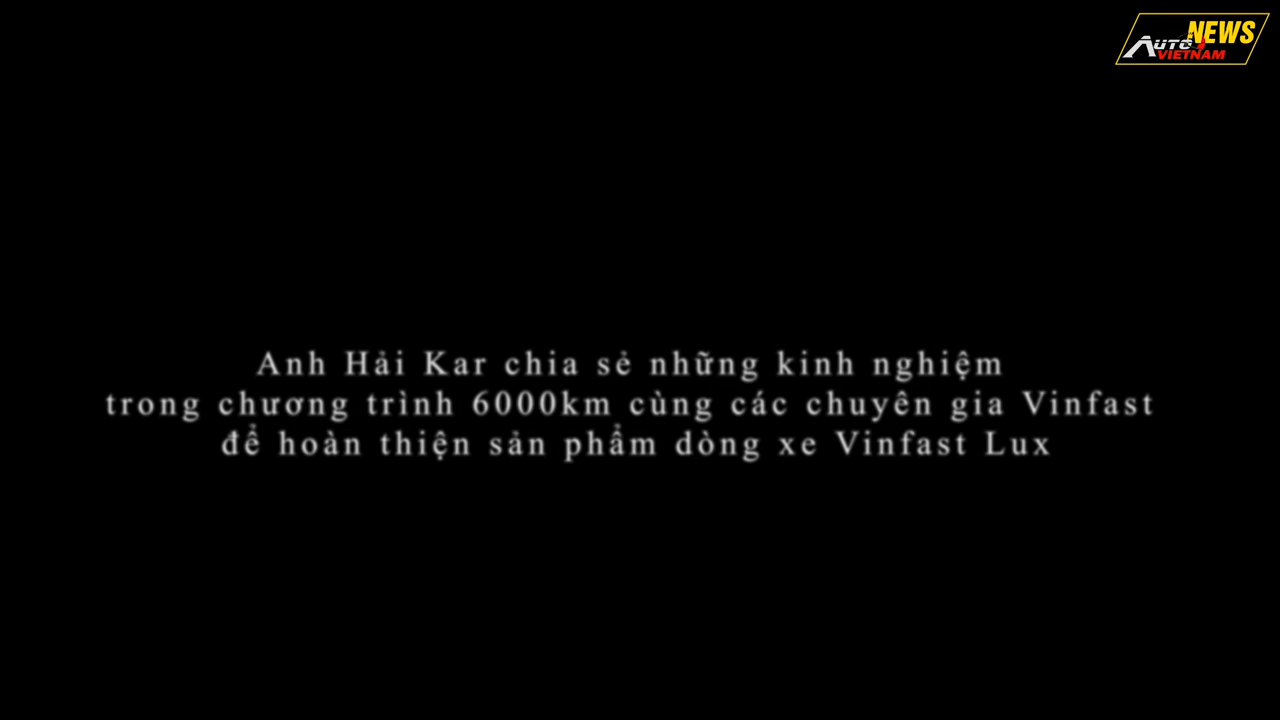 NEWS
AUTO
VIETNAM
Anh Hải Kar chia sẻ những kinh nghiệm
trong chương trình 6000km cùng các chuyên gia Vinfast
để hoàn thiện sản phẩm dòng xe Vinfast Lux